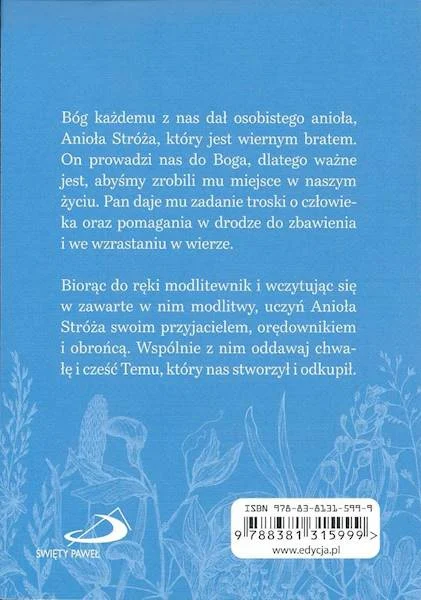 Bóg każdemu z nas dał osobistego anioła,
Anioła Stróża, który jest wiernym bratem.
On prowadzi nas do Boga, dlatego ważne
jest, abyśmy zrobili mu miejsce w naszym
życiu. Pan daje mu zadanie troski o człowie-
ka oraz pomagania w drodze do zbawienia
i we wzrastaniu w wierze.
Biorąc do ręki modlitewnik i wczytując się
w zawarte w nim modlitwy, uczyń Anioła
Stróża swoim przyjacielem, orędownikiem
i obrońcą. Wspólnie z nim oddawaj chwa-
łę i cześć Temu, który nas stworzył i odkupił.
ŚWIĘTY PAWEŁ
ISBN 978-83-8131-599-9
9 788381 315999 >
www.edycja.pl